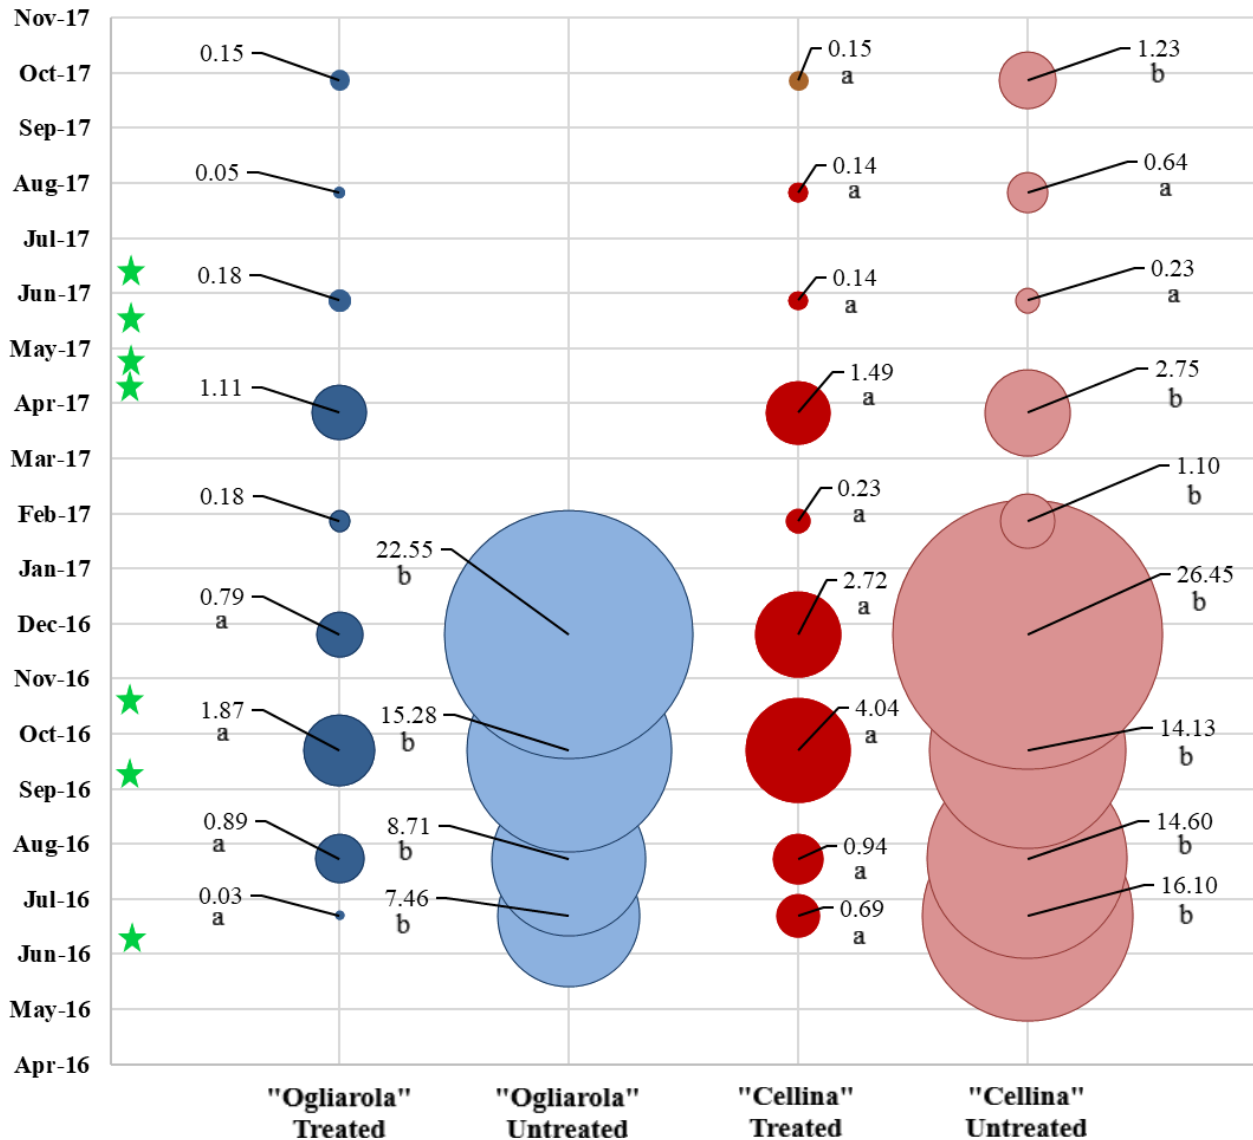 Nov-17
0.15
0.15
a
1.23
b
Oct-17
Sep-17
0.05
0.14
a
0.64
a
Aug-17
Jul-17
0.18
0.14
a
0.23
a
Jun-17
May-17
1.11
1.49
a
2.75
b
Apr-17
Mar-17
0.18
0.23
a
1.10
b
Feb-17
22.55
b
Jan-17
0.79
a
2.72
a
26.45
b
Dec-16
Nov-16
1.87
a
15.28
b
4.04
a
14.13
b
Oct-16
Sep-16
0.89
a
8.71
b
0.94
a
14.60
b
Aug-16
0.03
a
7.46
b
0.69
a
16.10
b
Jul-16
Jun-16
May-16
Apr-16
"Ogliarola"
Treated
"Ogliarola"
Untreated
"Cellina"
Treated
"Cellina"
Untreated